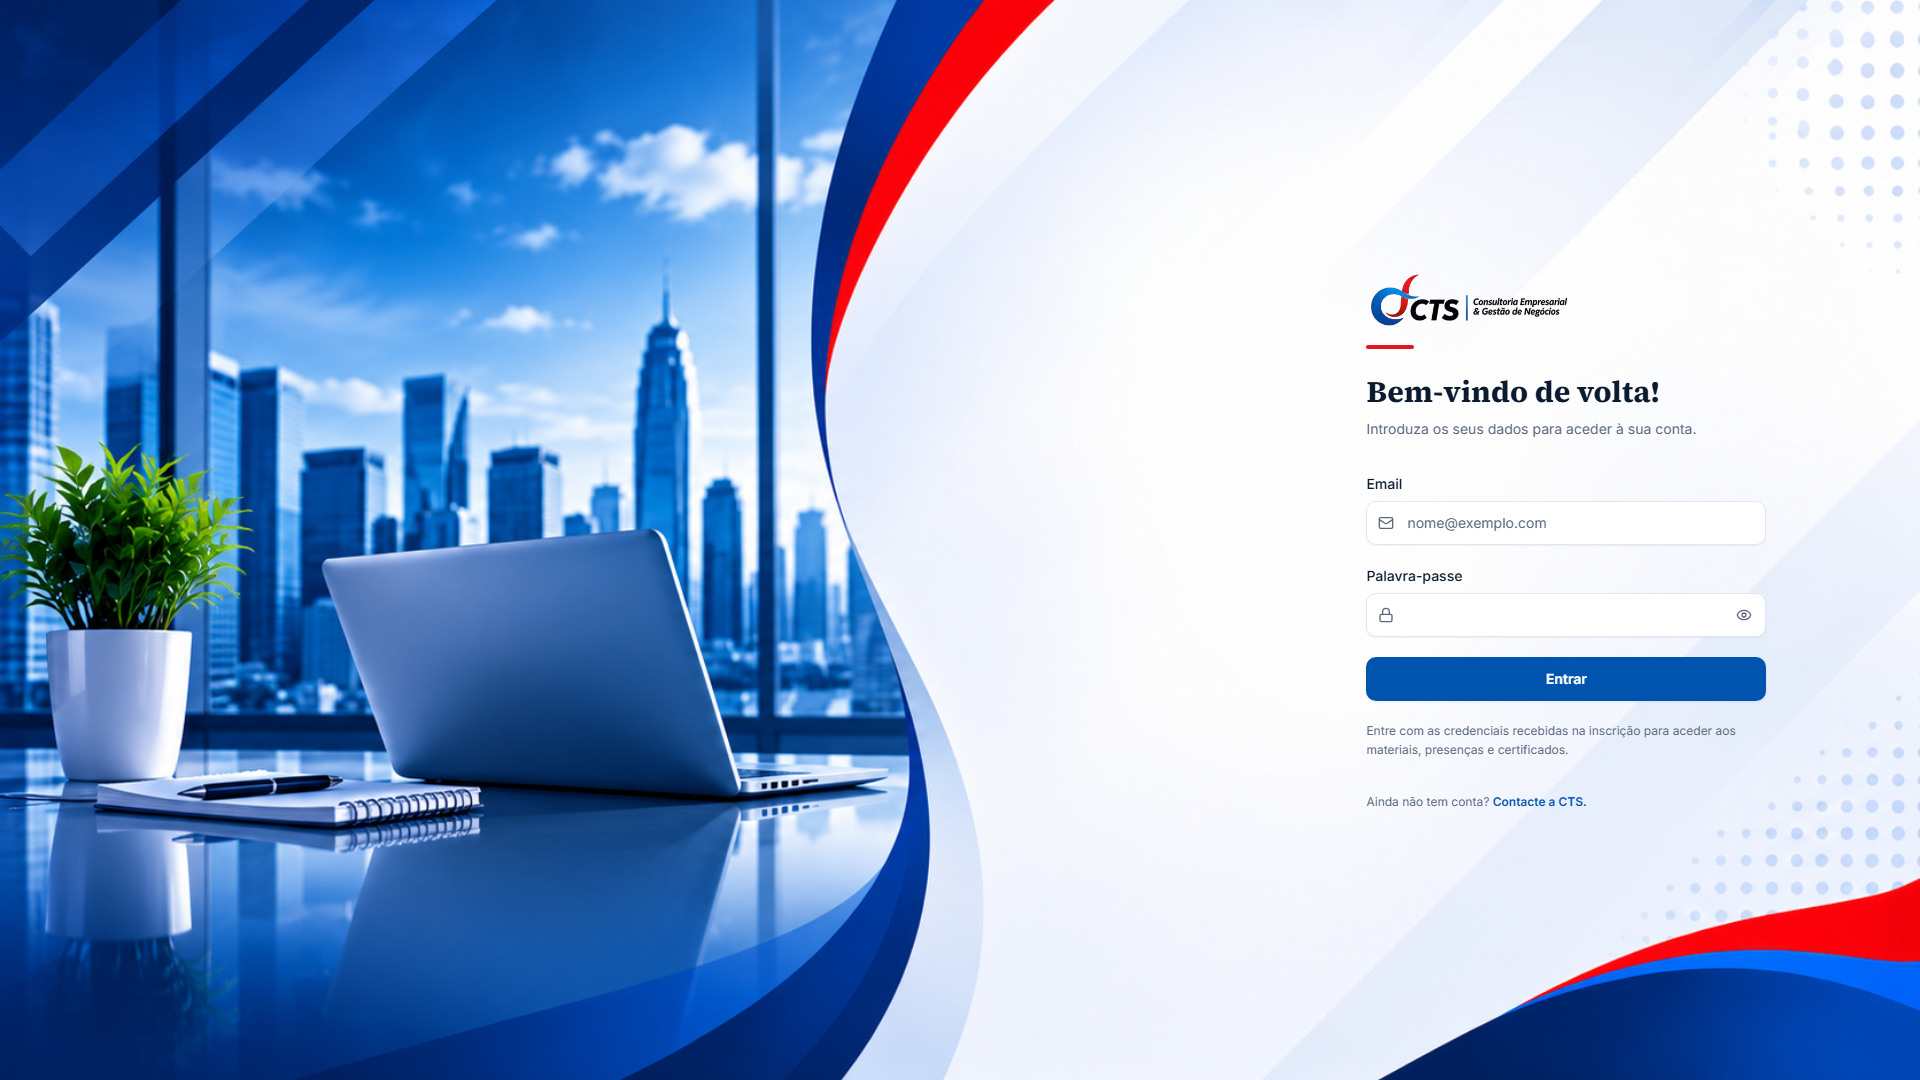 CTS
Consultoria Empresarial
& Gestão de Negócios
Bem-vindo de volta!
Introduza os seus dados para aceder à sua conta.
Email
nome@exemplo.com
Palavra-passe
Entrar
Entre com as credenciais recebidas na inscrição para aceder aos
materiais, presenças e certificados.
Ainda não tem conta? Contacte a CTS.